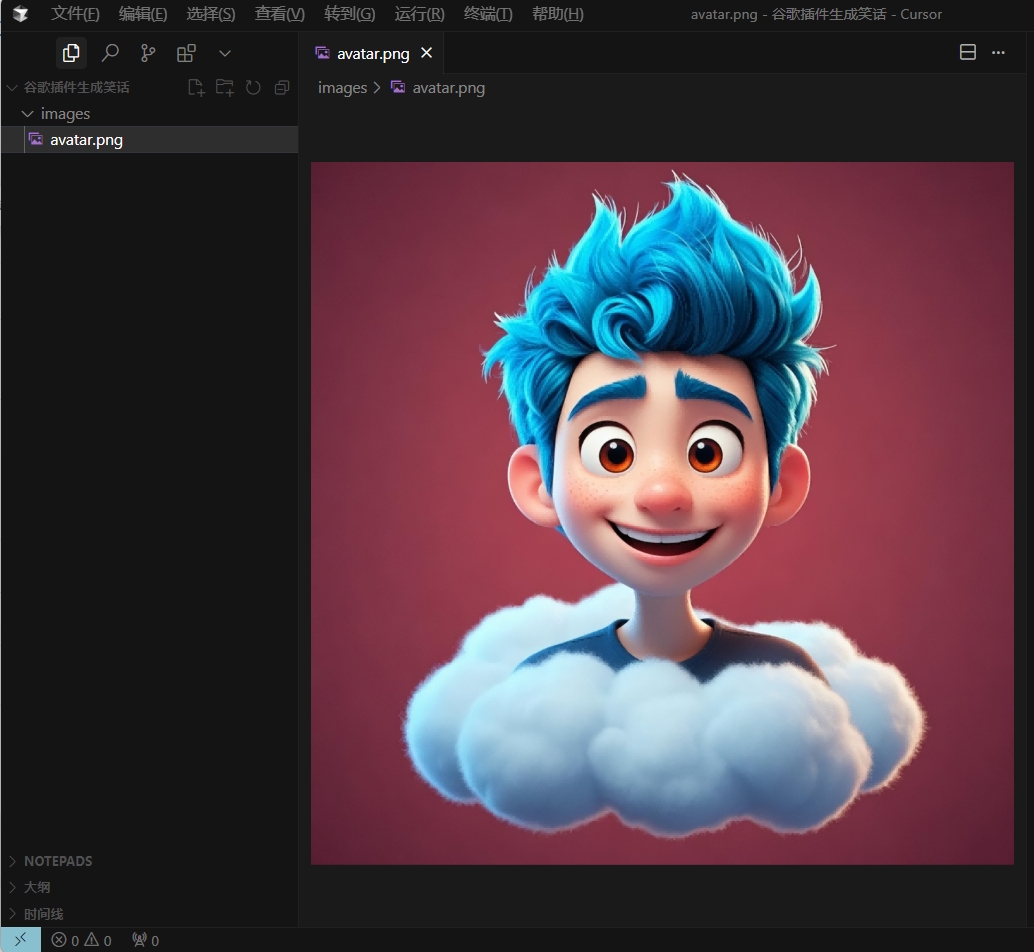 文件(F) 编辑(E) 选择(S) 查看(V) 转到(G) 运行(R) 终端(T) 帮助(H) avatar.png - 谷歌插件生成笑话 - Cursor
avatar.png
谷歌插件生成笑话
images > avatar.png
images
avatar.png
NOTEPADS
大纲
时间线
0 0 0